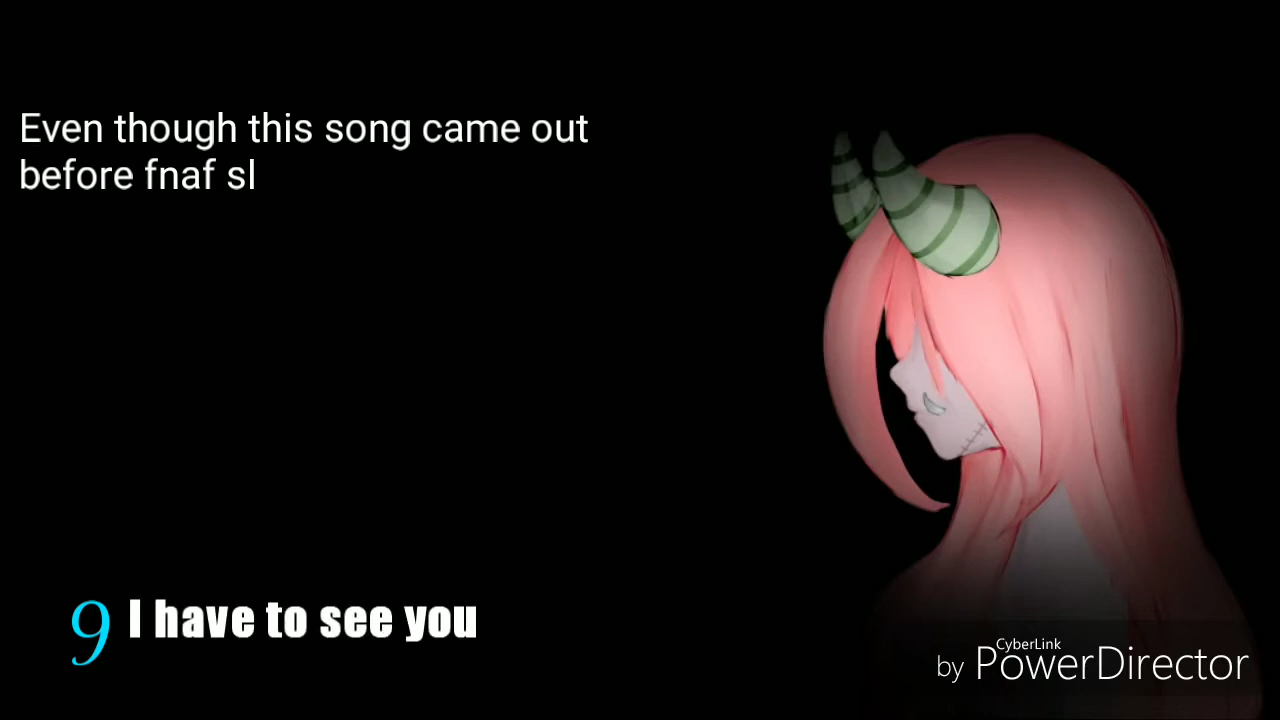 Even though this song came out
before fnaf sl
9 I have to see you
CyberLink
by PowerDirector